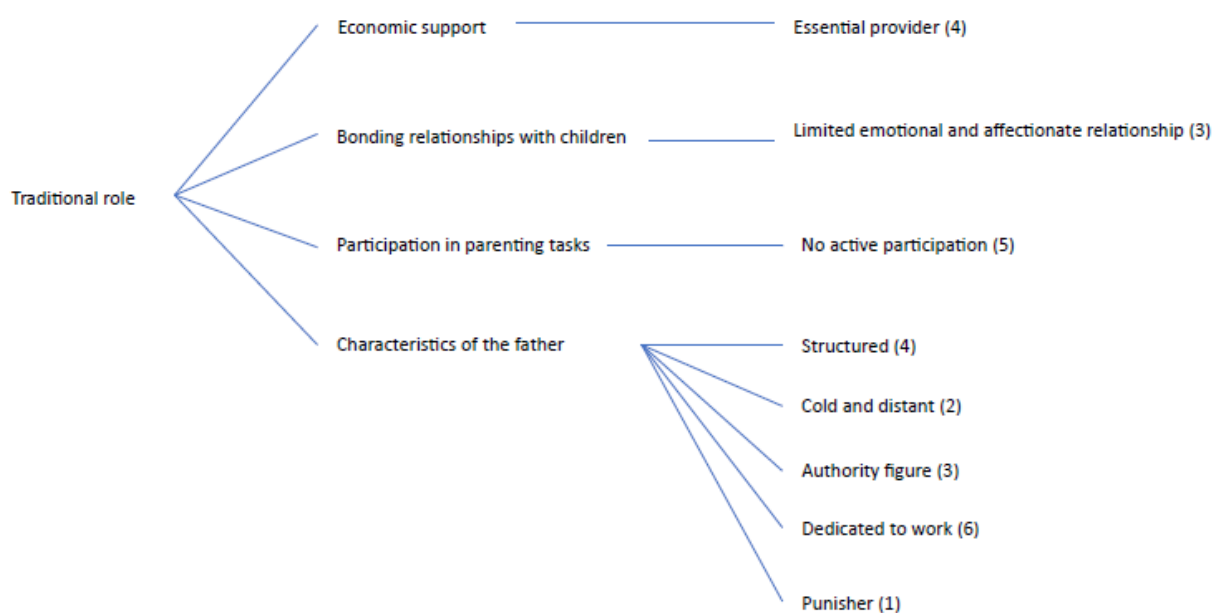 Economic support
Essential provider (4)
Bonding relationships with children
Limited emotional and affectionate relationship (3)
Traditional role
Participation in parenting tasks
No active participation (5)
Characteristics of the father
Structured (4)
Cold and distant (2)
Authority figure (3)
Dedicated to work (6)
Punisher (1)